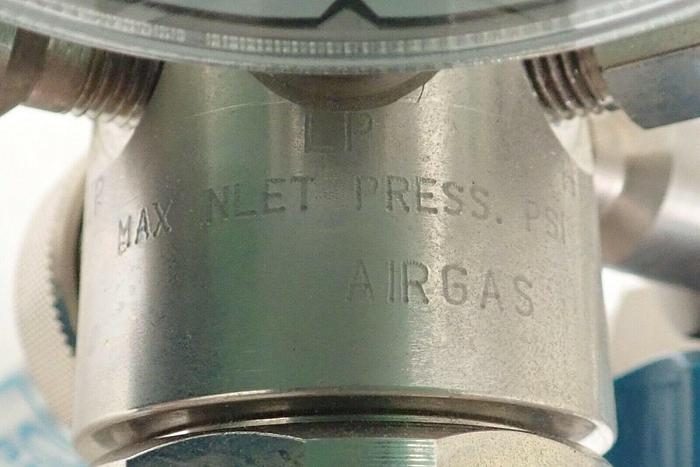 LP
MAX NLET PRESS. PSI
AIRGAS